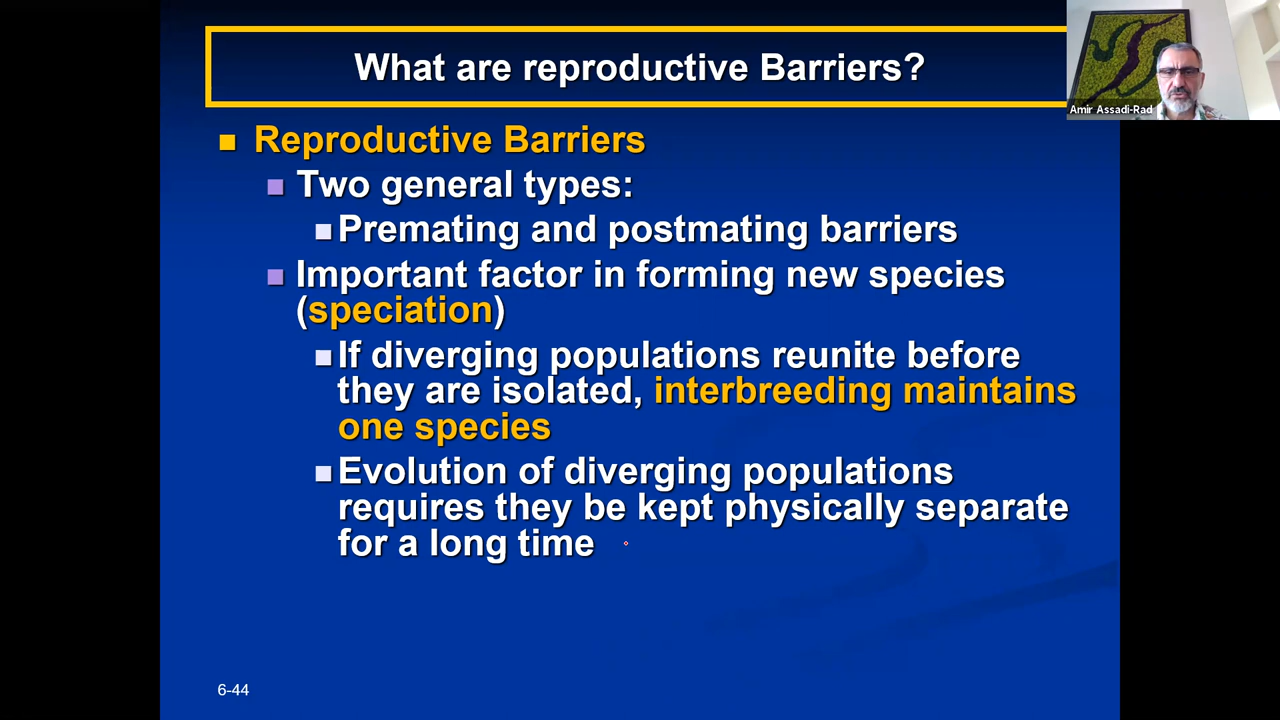 What are reproductive Barriers?
Amir Assadi-Rad
Reproductive Barriers
Two general types:
Premating and postmating barriers
Important factor in forming new species
(speciation)
If diverging populations reunite before
they are isolated, interbreeding maintains
one species
Evolution of diverging populations
requires they be kept physically separate
for a long time
6-44